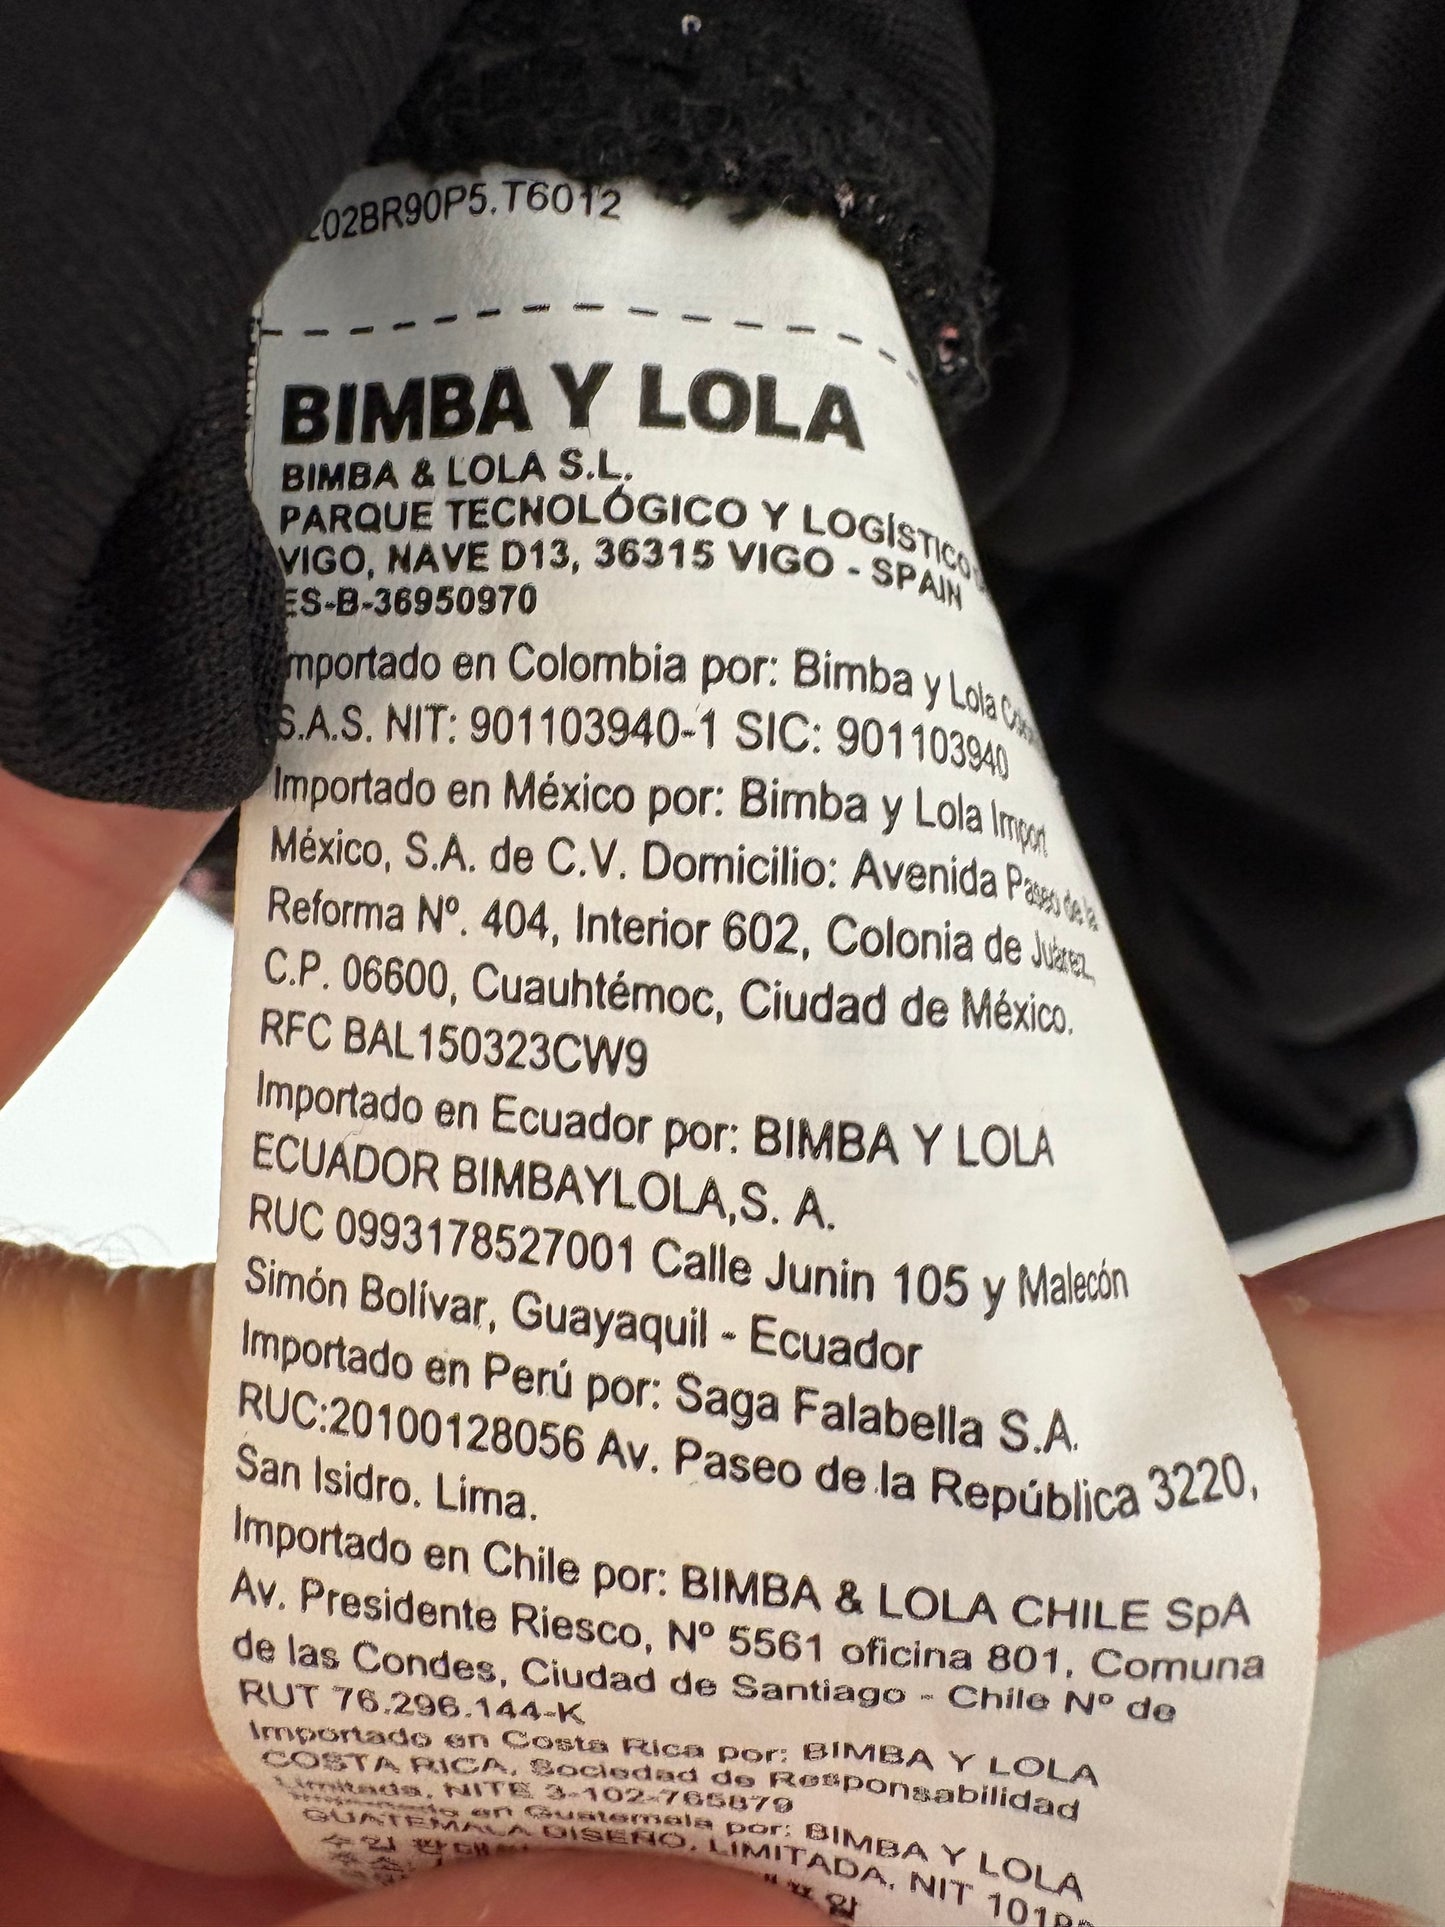 202BR90P5.T6012
BIMBA Y LOLA
BIMBA & LOLA S.L.
PARQUE TECNOLÓGICO Y LOGÍSTICO
VIGO, NAVE D13, 36315 VIGO - SPAIN
ES-B-36950970
Importado en Colombia por: Bimba y Lola
S.A.S. NIT: 901103940-1 SIC: 901103940
Importado en México por: Bimba y Lola Import
México, S.A. de C.V. Domicilio: Avenida Paseo de la
Reforma Nº. 404, Interior 602, Colonia de Juárez,
C.P. 06600, Cuauhtémoc, Ciudad de México.
RFC BAL150323CW9
Importado en Ecuador por: BIMBA Y LOLA
ECUADOR BIMBAYLOLA,S. A.
RUC 0993178527001 Calle Junin 105 y Malecón
Simón Bolívar, Guayaquil - Ecuador
Importado en Perú por: Saga Falabella S.A.
RUC:20100128056 Av. Paseo de la República 3220,
San Isidro. Lima.
Importado en Chile por: BIMBA & LOLA CHILE SpA
Av. Presidente Riesco, Nº 5561 oficina 801, Comuna
de las Condes, Ciudad de Santiago - Chile Nº de
RUT 76.296.144-K
Importado en Costa Rica por: BIMBA Y LOLA
COSTA RICA, Sociedad de Responsabilidad
Limitada, NITE 3-102-765879
Importado en Guatemala por: BIMBA Y LOLA
GUATEMALA DISEÑO, LIMITADA, NIT